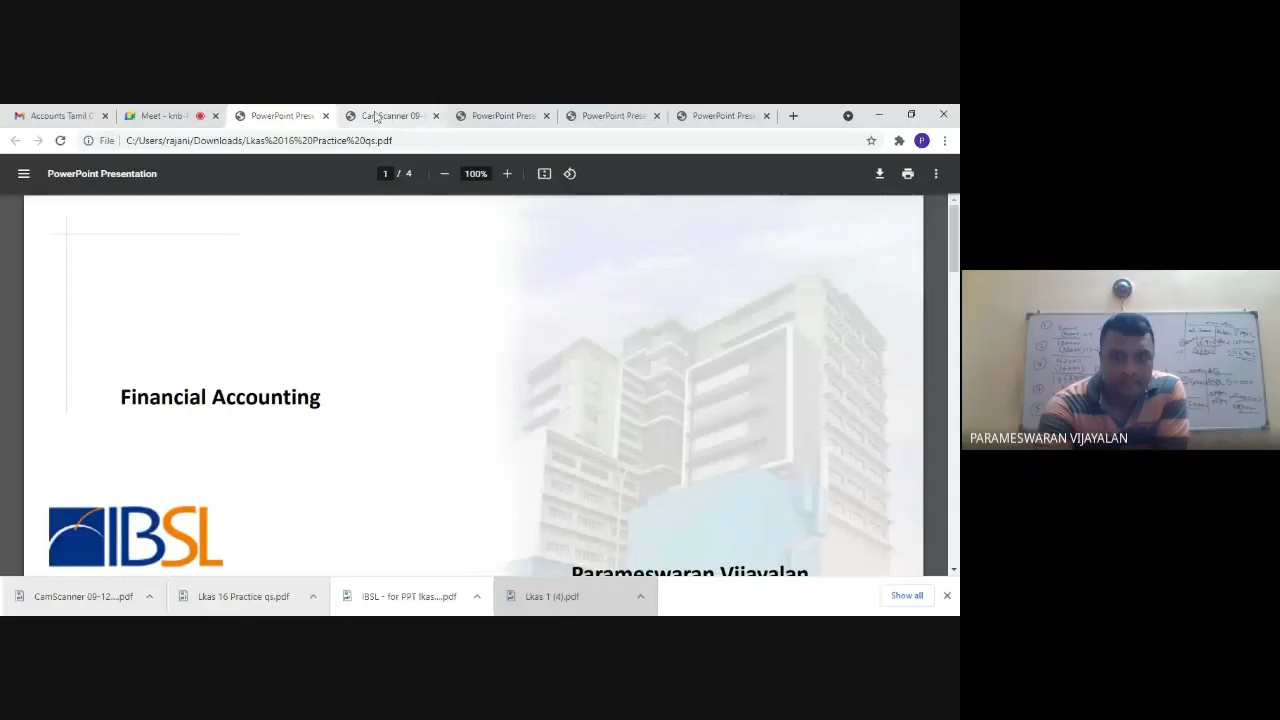 Accounts Tamil C
Meet - knb-
PowerPoint Prese
CamScanner 09-
PowerPoint Prese
PowerPoint Prese
PowerPoint Prese
File
C:/Users/rajani/Downloads/Lkas%2016%20Practice%20qs.pdf
P
PowerPoint Presentation
1 / 4
100%
Financial Accounting
IBSL
Parameswaran Vijayalan
CamScanner 09-12....pdf
Lkas 16 Practice qs.pdf
IBSL - for PPT lkas....pdf
Lkas 1 (4).pdf
Show all
PARAMESWARAN VIJAYALAN